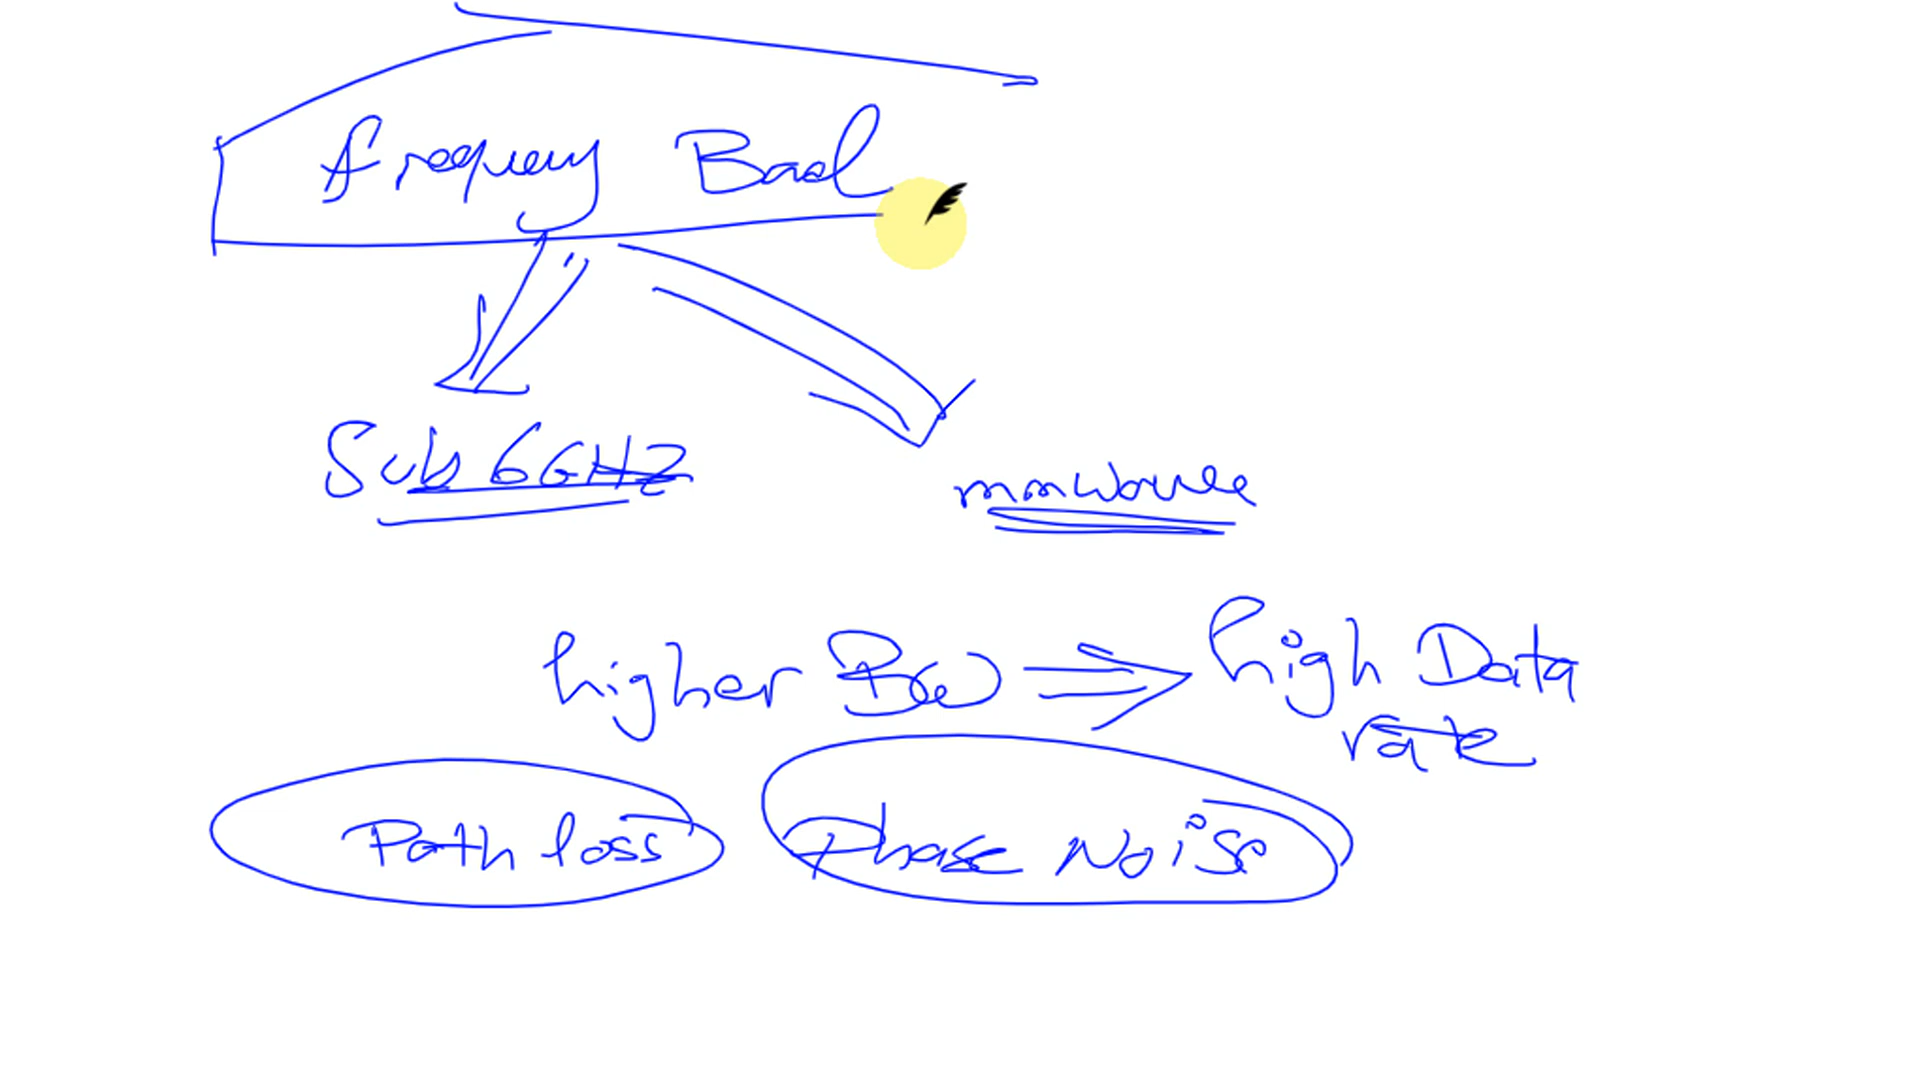 frequency Band
Sub 6GHz
mmWave
higher BW ⇒ high Data
rate
Path loss Phase Noise